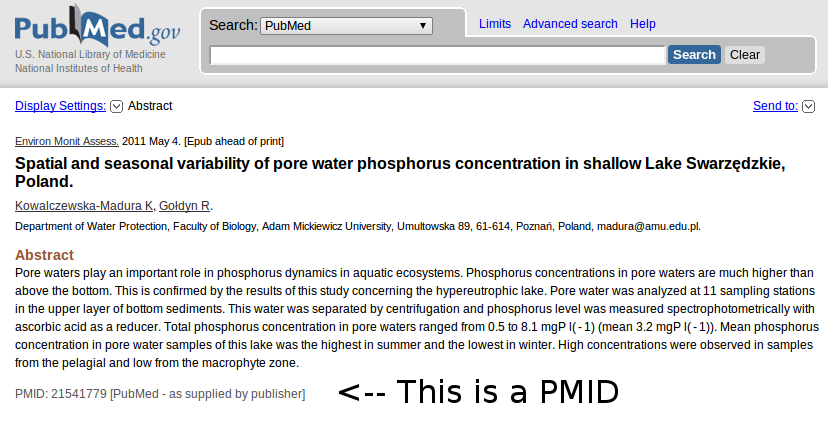 PubMed.gov
U.S. National Library of Medicine
National Institutes of Health
Search: PubMed
Limits Advanced search Help
Search Clear
Display Settings: Abstract
Send to:
Environ Monit Assess. 2011 May 4. [Epub ahead of print]
Spatial and seasonal variability of pore water phosphorus concentration in shallow Lake Swarzędzkie,
Poland.
Kowalczewska-Madura K, Gołdyn R.
Department of Water Protection, Faculty of Biology, Adam Mickiewicz University, Umultowska 89, 61-614, Poznań, Poland, madura@amu.edu.pl.
Abstract
Pore waters play an important role in phosphorus dynamics in aquatic ecosystems. Phosphorus concentrations in pore waters are much higher than
above the bottom. This is confirmed by the results of this study concerning the hypereutrophic lake. Pore water was analyzed at 11 sampling stations
in the upper layer of bottom sediments. This water was separated by centrifugation and phosphorus level was measured spectrophotometrically with
ascorbic acid as a reducer. Total phosphorus concentration in pore waters ranged from 0.5 to 8.1 mgP l(-1) (mean 3.2 mgP l(-1)). Mean phosphorus
concentration in pore water samples of this lake was the highest in summer and the lowest in winter. High concentrations were observed in samples
from the pelagial and low from the macrophyte zone.
PMID: 21541779 [PubMed - as supplied by publisher]
<-- This is a PMID